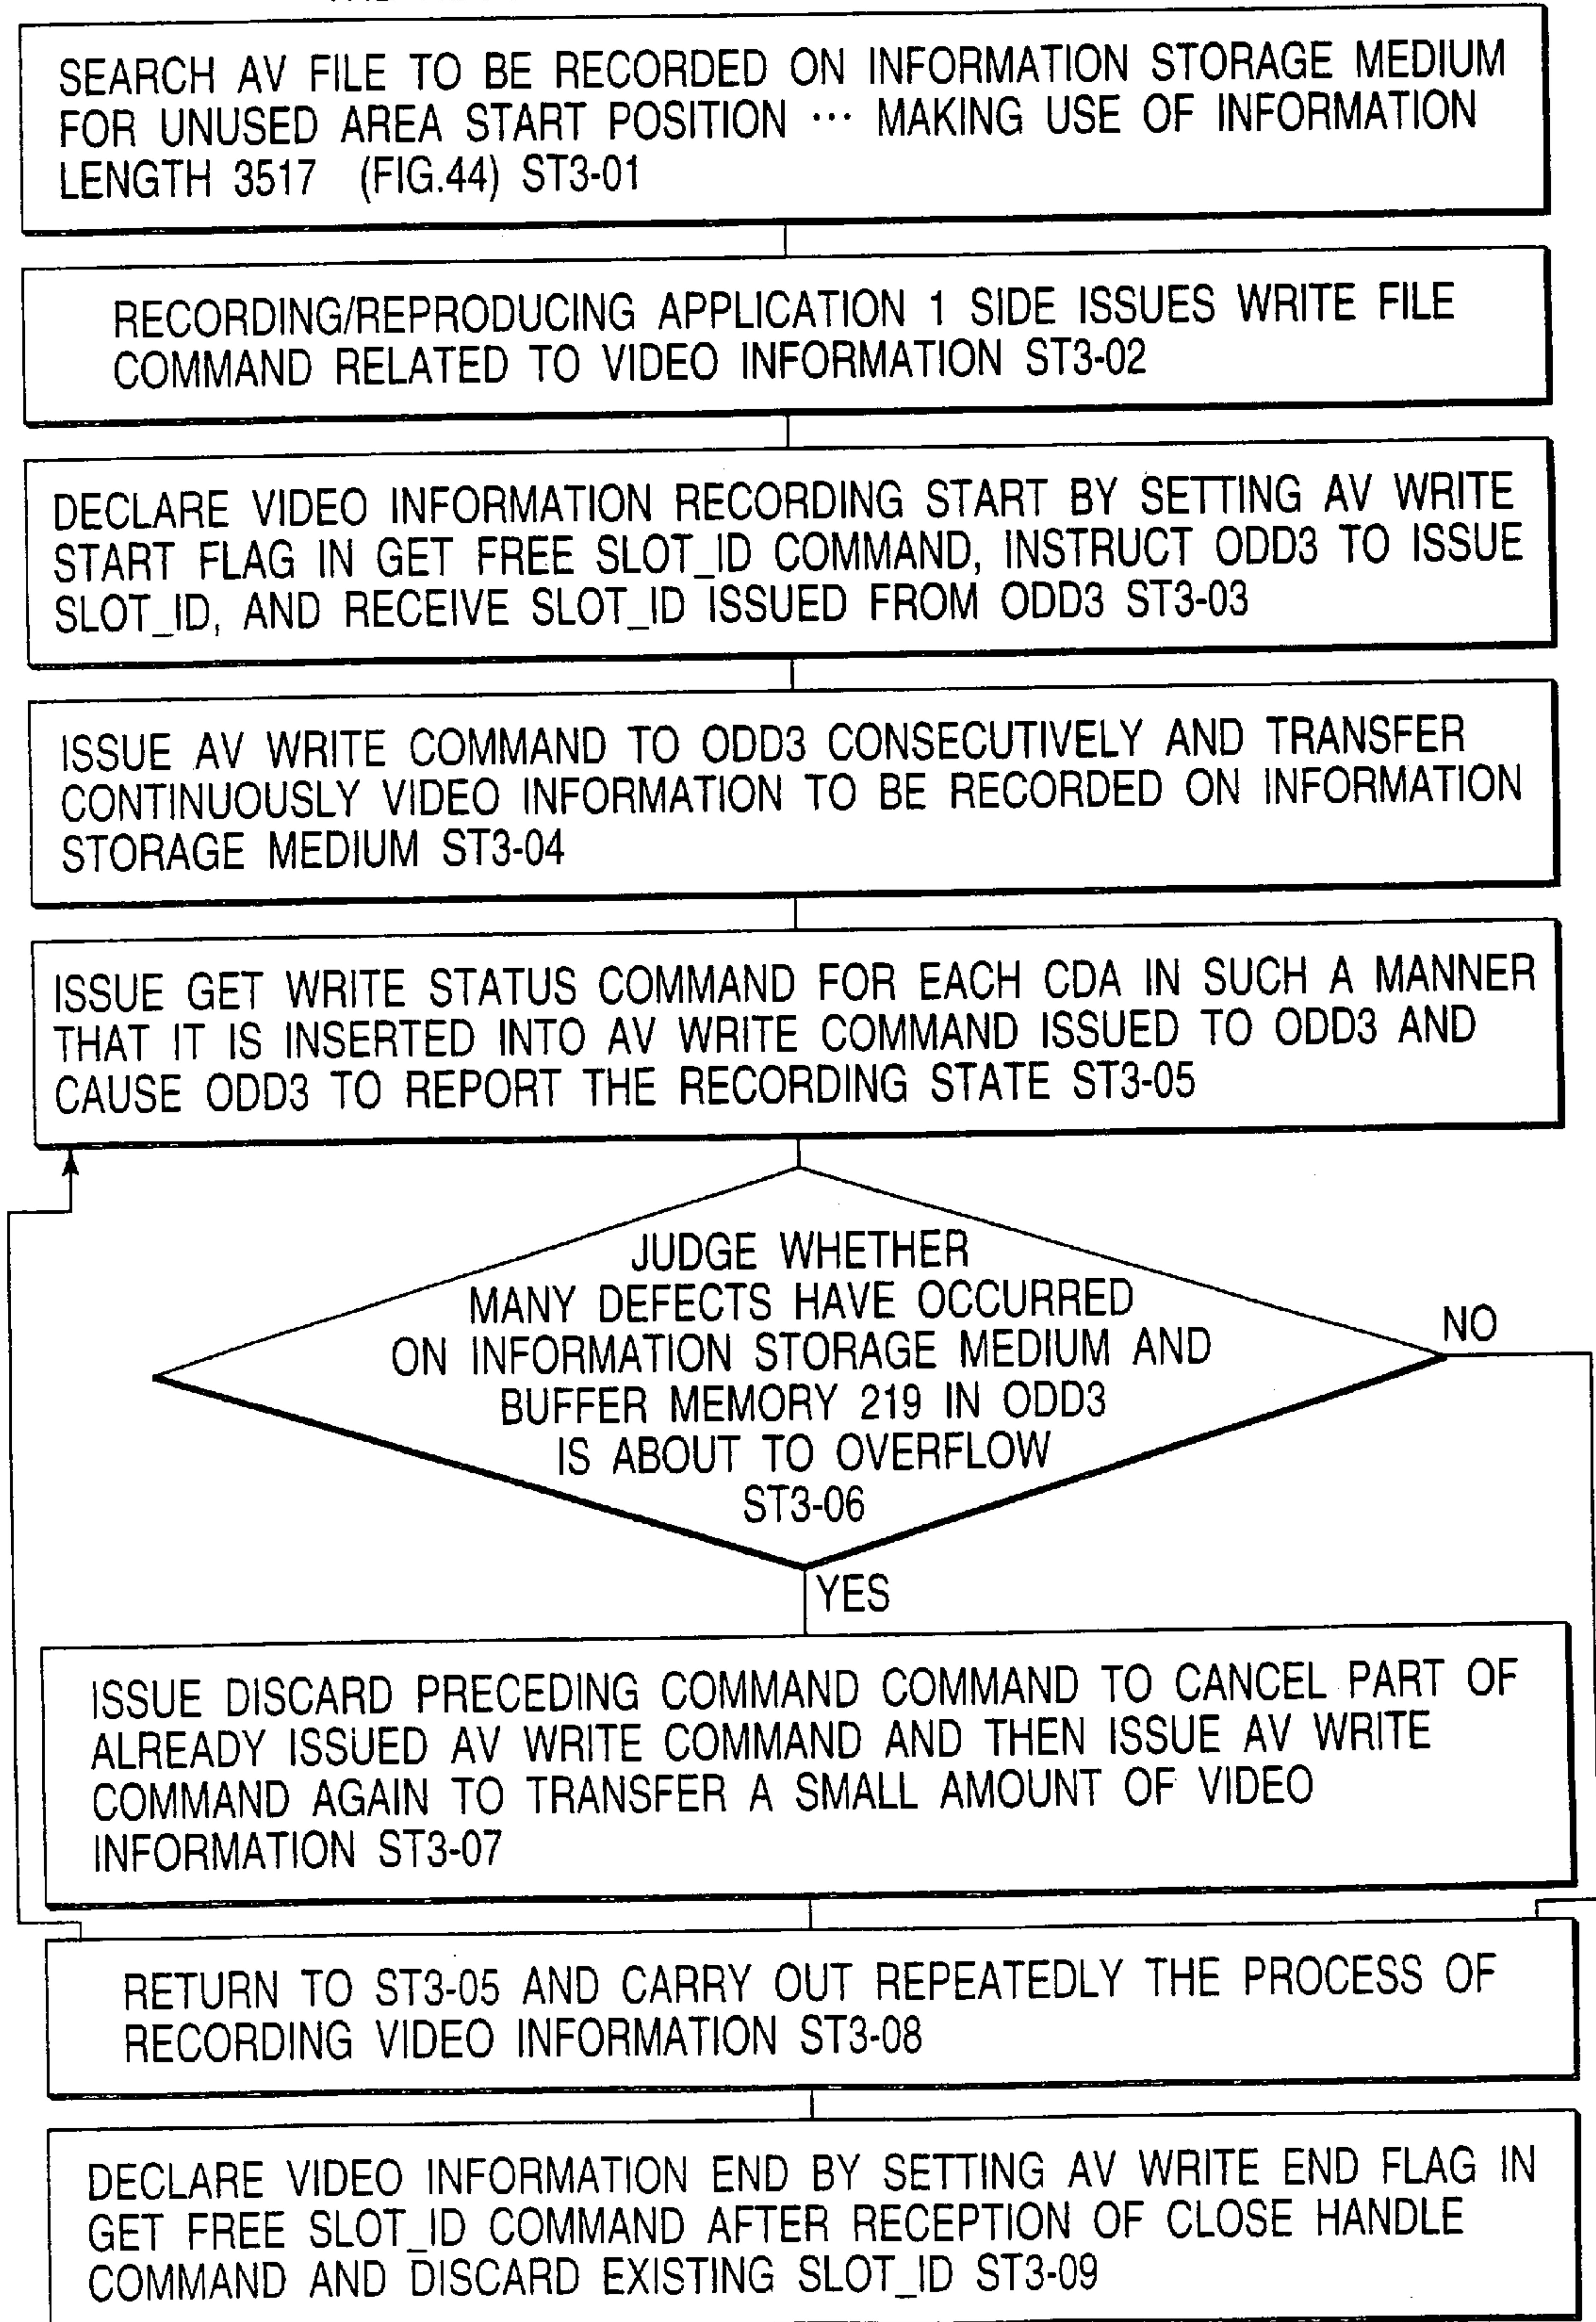 SEARCH AV FILE TO BE RECORDED ON INFORMATION STORAGE MEDIUM
FOR UNUSED AREA START POSITION ··· MAKING USE OF INFORMATION
LENGTH 3517 (FIG.44) ST3-01
RECORDING/REPRODUCING APPLICATION 1 SIDE ISSUES WRITE FILE
COMMAND RELATED TO VIDEO INFORMATION ST3-02
DECLARE VIDEO INFORMATION RECORDING START BY SETTING AV WRITE
START FLAG IN GET FREE SLOT_ID COMMAND, INSTRUCT ODD3 TO ISSUE
SLOT_ID, AND RECEIVE SLOT_ID ISSUED FROM ODD3 ST3-03
ISSUE AV WRITE COMMAND TO ODD3 CONSECUTIVELY AND TRANSFER
CONTINUOUSLY VIDEO INFORMATION TO BE RECORDED ON INFORMATION
STORAGE MEDIUM ST3-04
ISSUE GET WRITE STATUS COMMAND FOR EACH CDA IN SUCH A MANNER
THAT IT IS INSERTED INTO AV WRITE COMMAND ISSUED TO ODD3 AND
CAUSE ODD3 TO REPORT THE RECORDING STATE ST3-05
JUDGE WHETHER
MANY DEFECTS HAVE OCCURRED
ON INFORMATION STORAGE MEDIUM AND
BUFFER MEMORY 219 IN ODD3
IS ABOUT TO OVERFLOW
ST3-06
NO
YES
ISSUE DISCARD PRECEDING COMMAND COMMAND TO CANCEL PART OF
ALREADY ISSUED AV WRITE COMMAND AND THEN ISSUE AV WRITE
COMMAND AGAIN TO TRANSFER A SMALL AMOUNT OF VIDEO
INFORMATION ST3-07
RETURN TO ST3-05 AND CARRY OUT REPEATEDLY THE PROCESS OF
RECORDING VIDEO INFORMATION ST3-08
DECLARE VIDEO INFORMATION END BY SETTING AV WRITE END FLAG IN
GET FREE SLOT_ID COMMAND AFTER RECEPTION OF CLOSE HANDLE
COMMAND AND DISCARD EXISTING SLOT_ID ST3-09